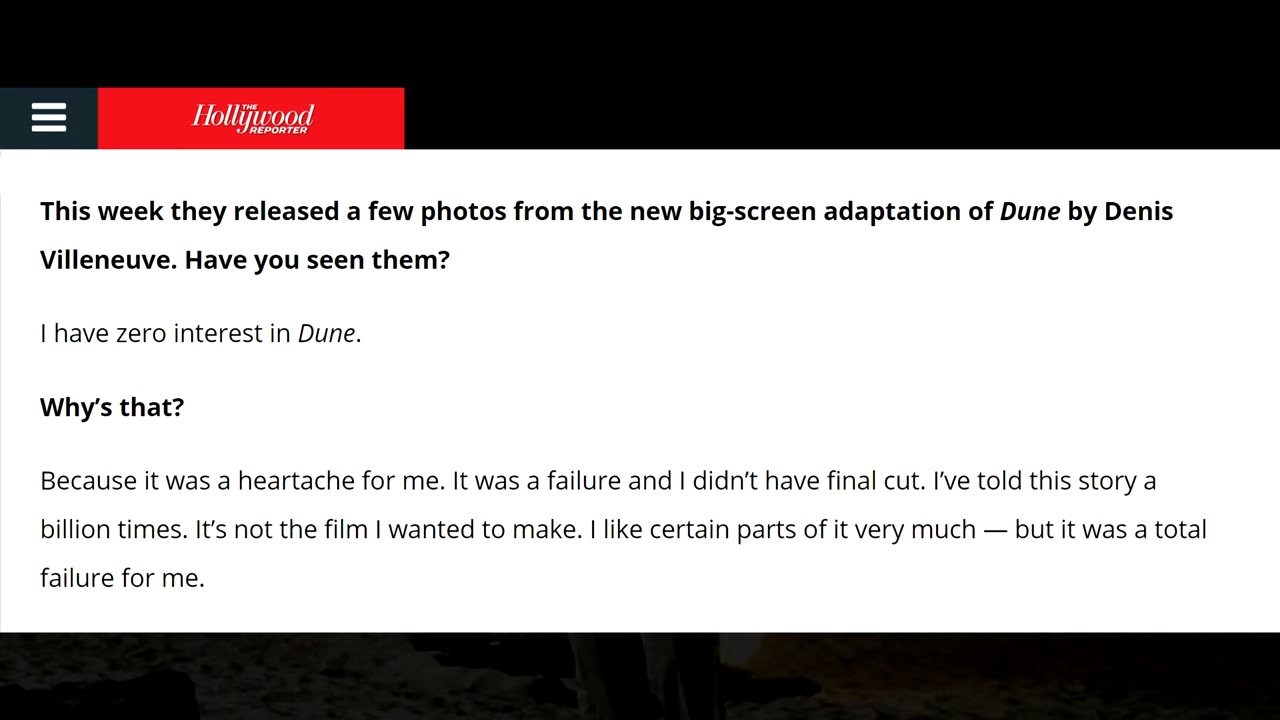 THE
Hollywood
REPORTER
This week they released a few photos from the new big-screen adaptation of Dune by Denis
Villeneuve. Have you seen them?
I have zero interest in Dune.
Why’s that?
Because it was a heartache for me. It was a failure and I didn’t have final cut. I’ve told this story a
billion times. It’s not the film I wanted to make. I like certain parts of it very much — but it was a total
failure for me.